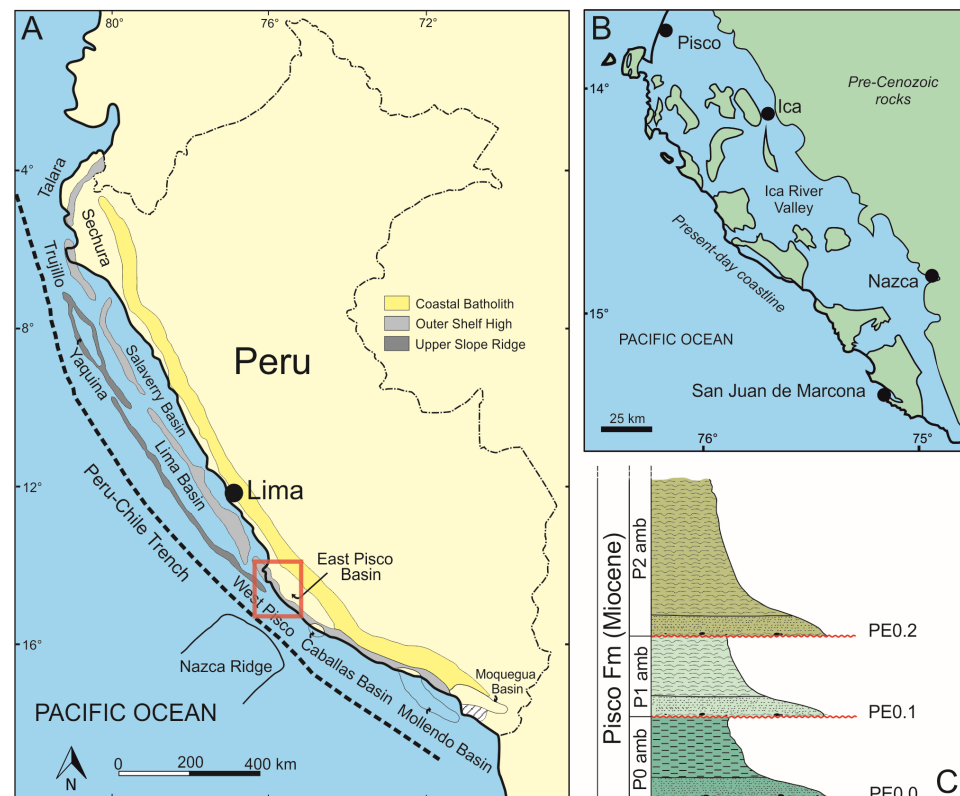 A
80°
76°
72°
4°
8°
12°
16°
Talara
Sechura
Trujillo
Yaquina
Salaverry Basin
Lima Basin
Peru-Chile Trench
Peru
Coastal Batholith
Outer Shelf High
Upper Slope Ridge
Lima
East Pisco
Basin
West Pisco
Caballas Basin
Nazca Ridge
Moquegua
Basin
Mollendo Basin
PACIFIC OCEAN
N
0
200
400 km
B
Pisco
14°
Pre-Cenozoic
rocks
Ica
Ica River
Valley
Present-day coastline
Nazca
15°
PACIFIC OCEAN
San Juan de Marcona
25 km
76°
75°
Pisco Fm (Miocene)
P2 amb
P1 amb
P0 amb
PE0.2
PE0.1
PE0.0
C